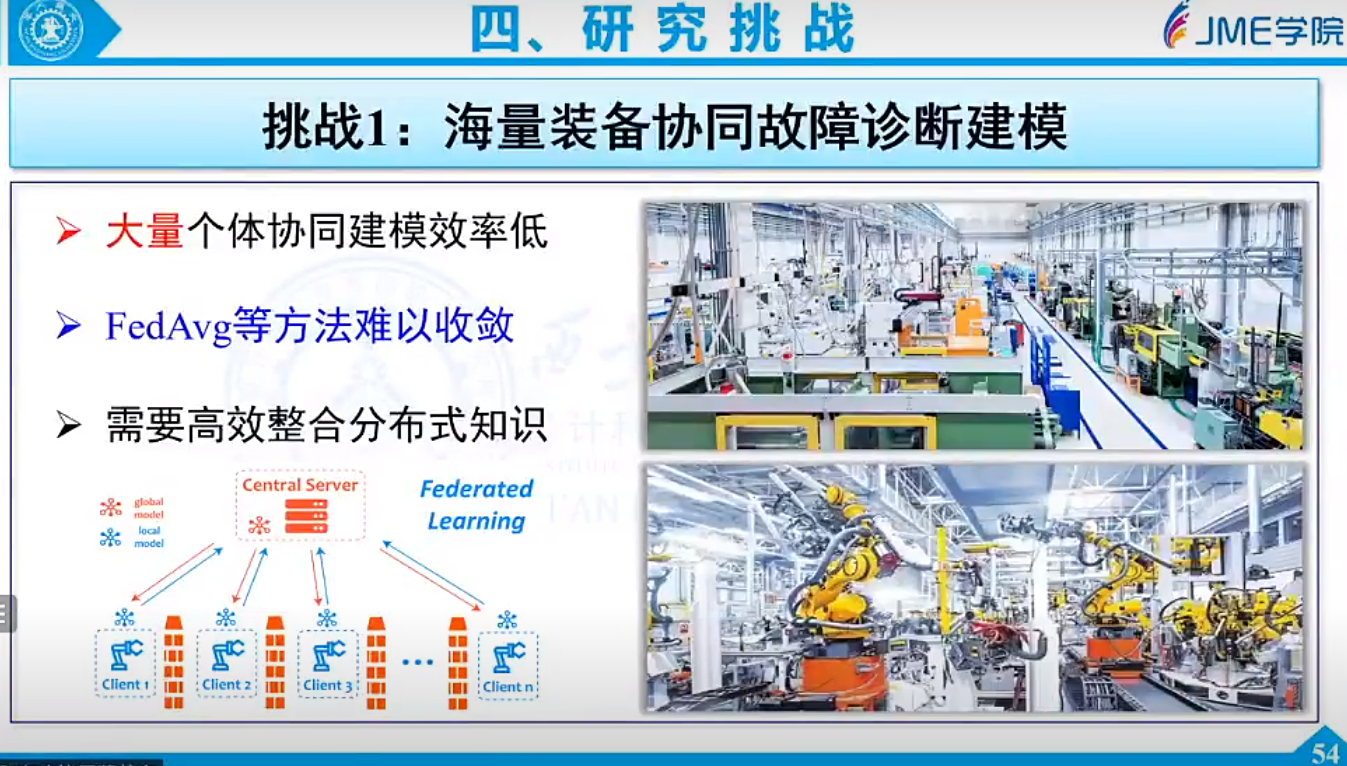 四、研究挑战
JME学院
挑战1：海量装备协同故障诊断建模
大量个体协同建模效率低
FedAvg等方法难以收敛
需要高效整合分布式知识
Central Server
global
model
local
model
Federated
Learning
Client 1
Client 2
Client 3
...
Client n
54